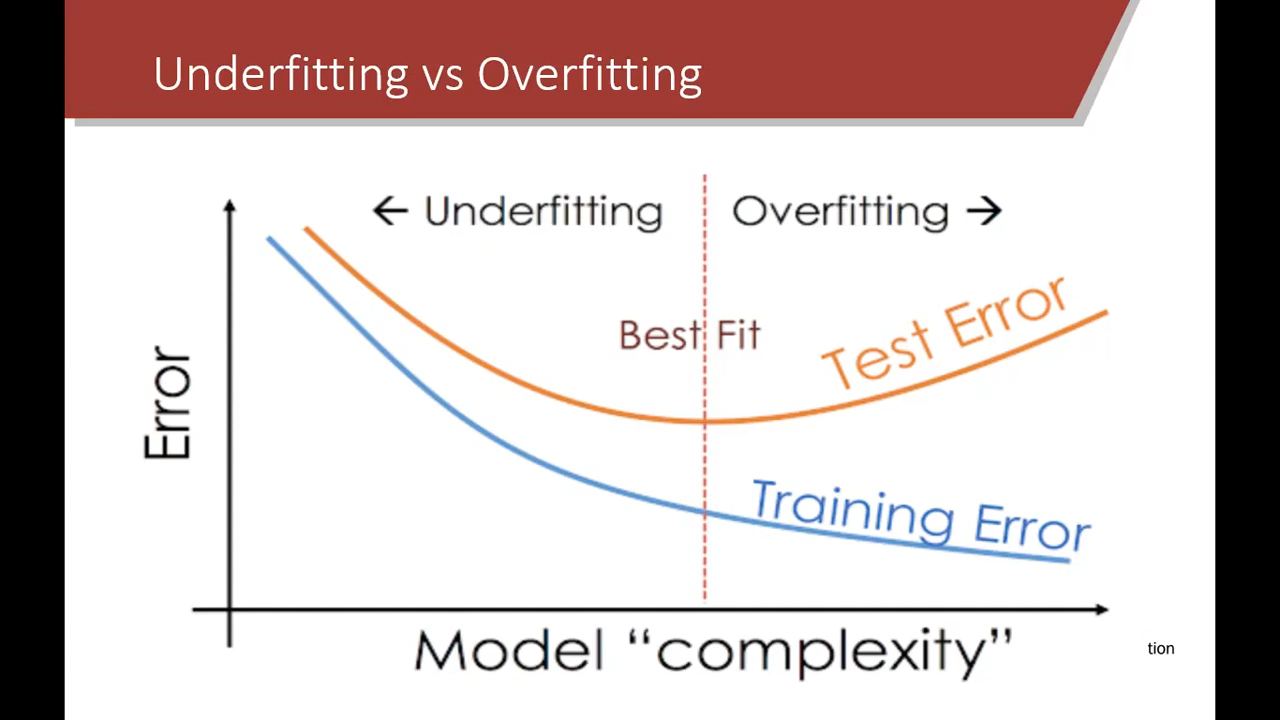 Underfitting vs Overfitting
← Underfitting
Overfitting →
Best Fit
Test Error
Error
Training Error
Model “complexity”
tion